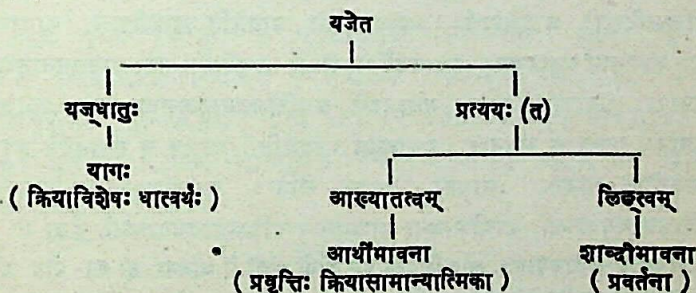 यजेत
यज्‌धातुः प्रत्ययः (त)
यागः
( क्रियाविशेषः धात्वर्थः ) आख्यातत्वम् लिङ्त्वम्
आर्थीभावना शाब्दीभावना
( प्रवृत्तिः क्रियासामान्यात्मिका ) ( प्रवर्तना )